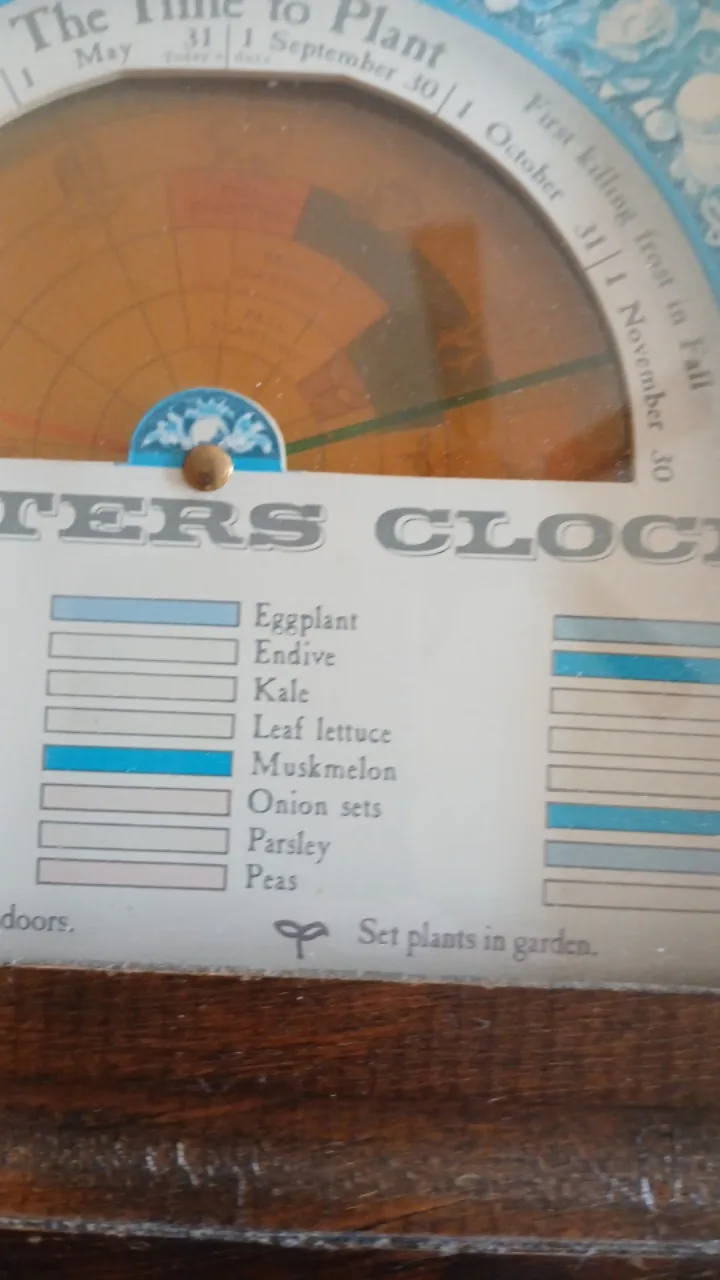 The Time to Plant
1 May 31 1 September 30 1 October 31 1 November 30
Today's date
First killing frost in Fall
TERS CLOC
Eggplant
Endive
Kale
Leaf lettuce
Muskmelon
Onion sets
Parsley
Peas
doors.
Set plants in garden.